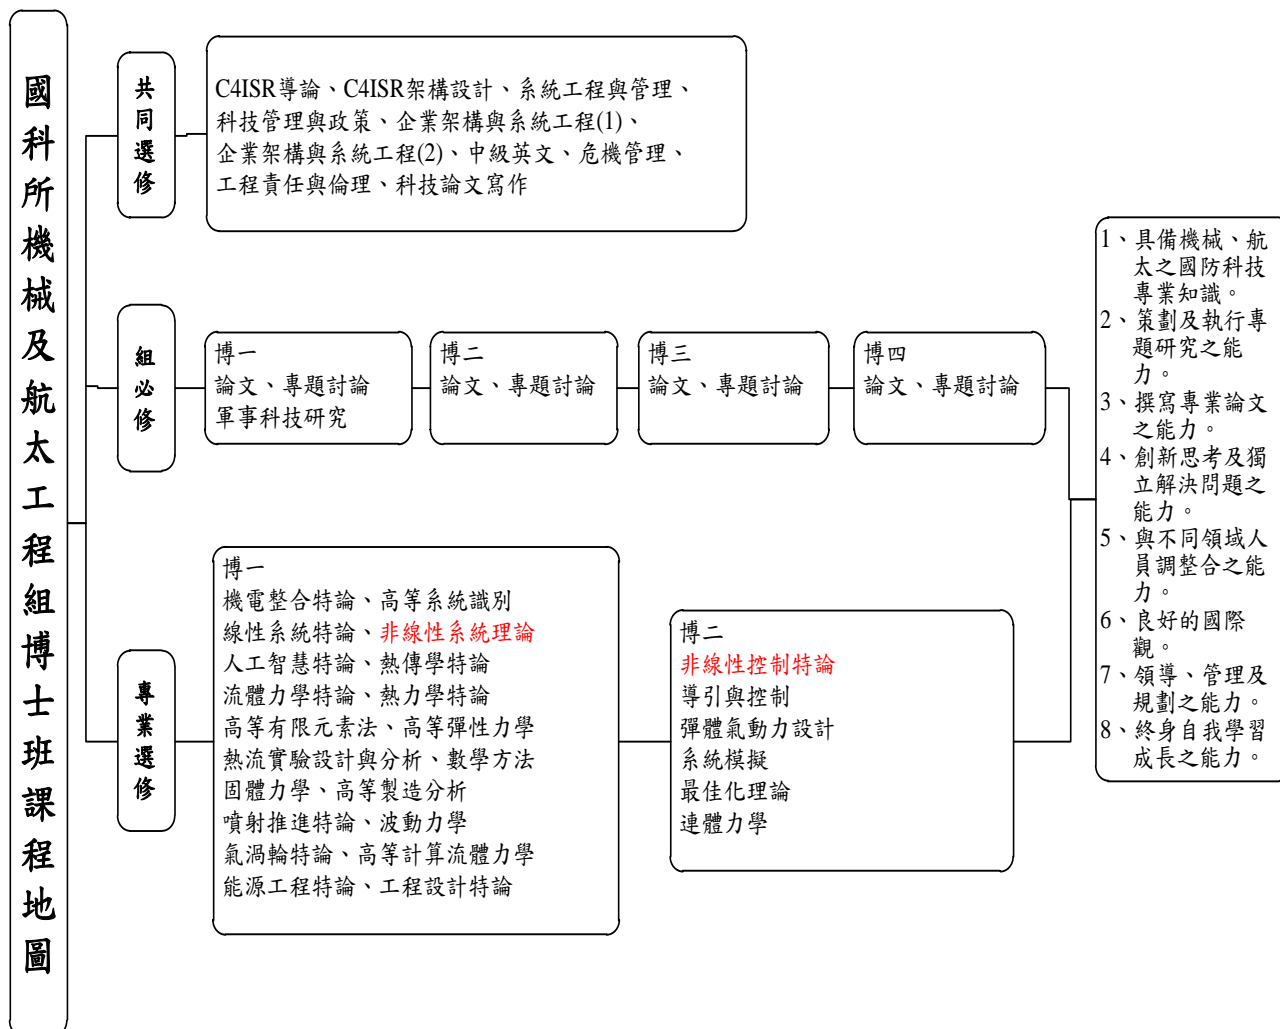 國科所機械及航太工程組博士班課程地圖
共同選修
C4ISR導論、C4ISR架構設計、系統工程與管理、
科技管理與政策、企業架構與系統工程(1)、
企業架構與系統工程(2)、中級英文、危機管理、
工程責任與倫理、科技論文寫作
組必修
博一
論文、專題討論
軍事科技研究
博二
論文、專題討論
博三
論文、專題討論
博四
論文、專題討論
專業選修
博一
機電整合特論、高等系統識別
線性系統特論、非線性系統理論
人工智慧特論、熱傳學特論
流體力學特論、熱力學特論
高等有限元素法、高等彈性力學
熱流實驗設計與分析、數學方法
固體力學、高等製造分析
噴射推進特論、波動力學
氣渦輪特論、高等計算流體力學
能源工程特論、工程設計特論
博二
非線性控制特論
導引與控制
彈體氣動力設計
系統模擬
最佳化理論
連體力學
1、具備機械、航
太之國防科技
專業知識。
2、策劃及執行專
題研究之能
力。
3、撰寫專業論文
之能力。
4、創新思考及獨
立解決問題之
能力。
5、與不同領域人
員調整合之能
力。
6、良好的國際
觀。
7、領導、管理及
規劃之能力。
8、終身自我學習
成長之能力。